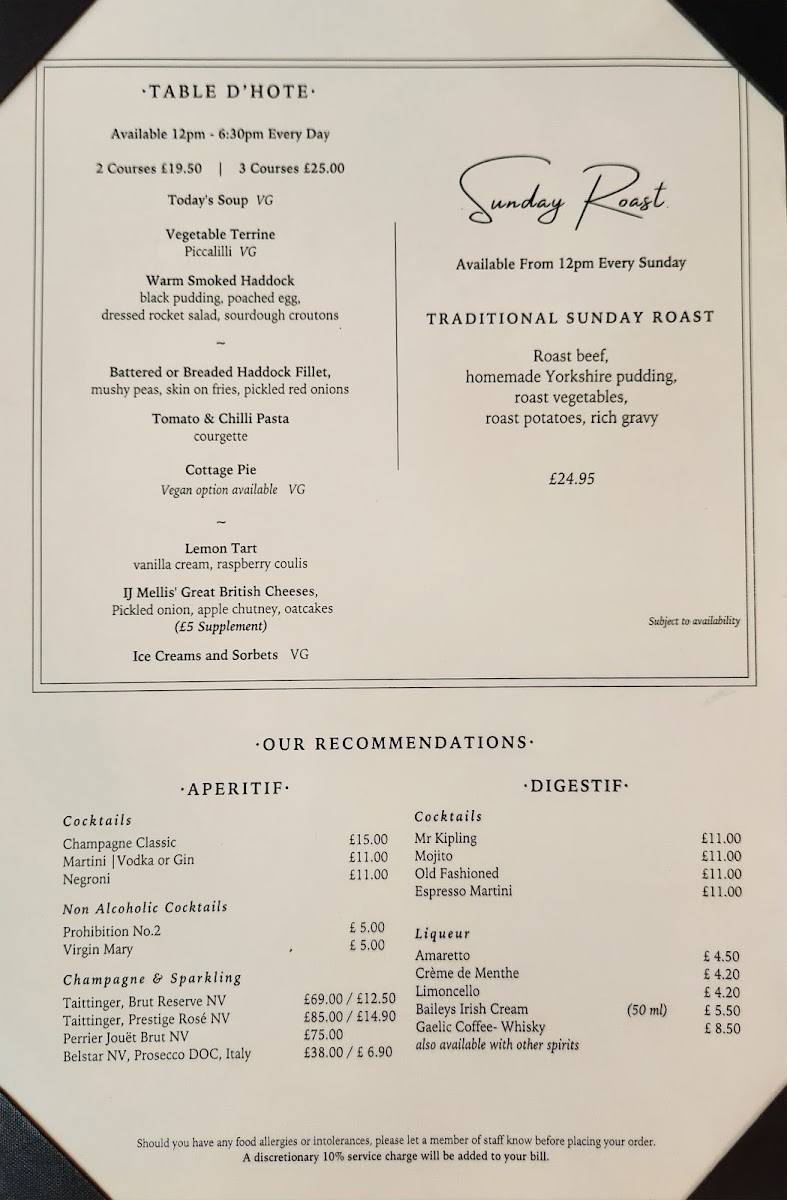 ·TABLE D'HOTE·
Available 12pm - 6:30pm Every Day
2 Courses £19.50 | 3 Courses £25.00
Today's Soup VG
Vegetable Terrine
Piccalilli VG
Warm Smoked Haddock
black pudding, poached egg,
dressed rocket salad, sourdough croutons
~
Battered or Breaded Haddock Fillet,
mushy peas, skin on fries, pickled red onions
Tomato & Chilli Pasta
courgette
Cottage Pie
Vegan option available VG
~
Lemon Tart
vanilla cream, raspberry coulis
IJ Mellis' Great British Cheeses,
Pickled onion, apple chutney, oatcakes
(£5 Supplement)
Ice Creams and Sorbets VG
Sunday Roast
Available From 12pm Every Sunday
TRADITIONAL SUNDAY ROAST
Roast beef,
homemade Yorkshire pudding,
roast vegetables,
roast potatoes, rich gravy
£24.95
Subject to availability
·OUR RECOMMENDATIONS·
·APERITIF·
Cocktails
Champagne Classic £15.00
Martini | Vodka or Gin £11.00
Negroni £11.00
Non Alcoholic Cocktails
Prohibition No.2 £ 5.00
Virgin Mary £ 5.00
Champagne & Sparkling
Taittinger, Brut Reserve NV £69.00 / £12.50
Taittinger, Prestige Rosé NV £85.00 / £14.90
Perrier Jouët Brut NV £75.00
Belstar NV, Prosecco DOC, Italy £38.00 / £ 6.90
·DIGESTIF·
Cocktails
Mr Kipling £11.00
Mojito £11.00
Old Fashioned £11.00
Espresso Martini £11.00
Liqueur
Amaretto £ 4.50
Crème de Menthe £ 4.20
Limoncello £ 4.20
Baileys Irish Cream (50 ml) £ 5.50
Gaelic Coffee- Whisky £ 8.50
also available with other spirits
Should you have any food allergies or intolerances, please let a member of staff know before placing your order.
A discretionary 10% service charge will be added to your bill.